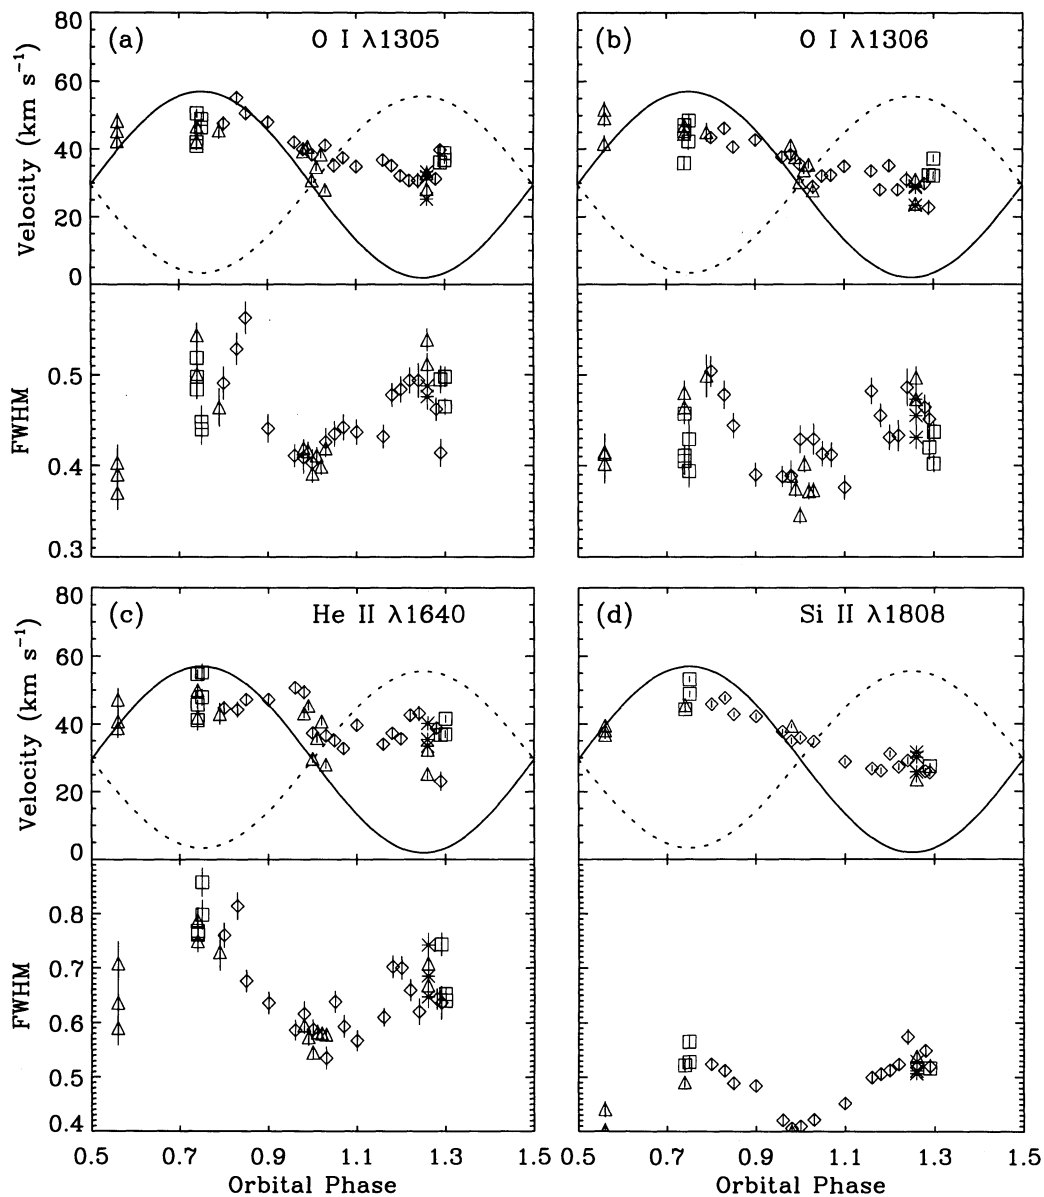 (a) O I λ1305
(b) O I λ1306
80
60
40
20
0
Velocity (km s⁻¹)
0.5
0.4
0.3
FWHM
(c) He II λ1640
(d) Si II λ1808
80
60
40
20
0
Velocity (km s⁻¹)
0.8
0.7
0.6
0.5
0.4
FWHM
0.5 0.7 0.9 1.1 1.3 1.5 0.5 0.7 0.9 1.1 1.3 1.5
Orbital Phase Orbital Phase